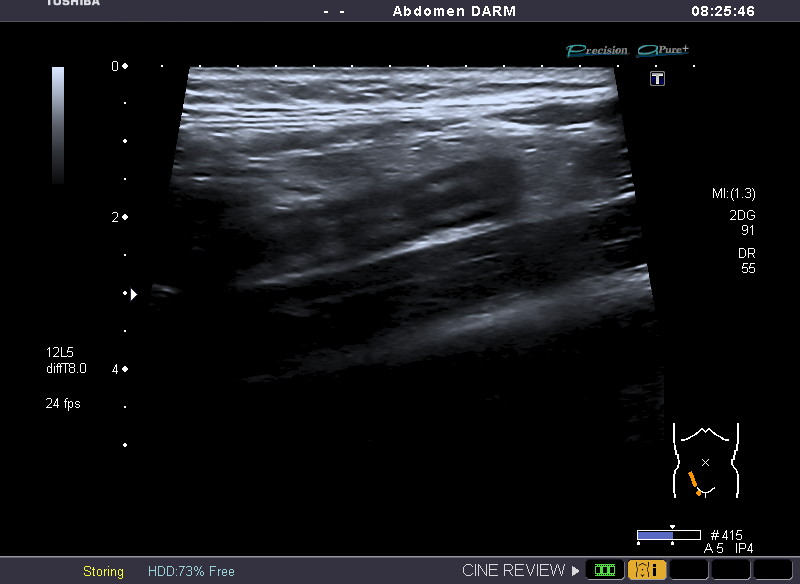 TOSHIBA
- - Abdomen DARM 08:25:46
Precision APure+
T
0
2
4
MI:(1.3)
2DG
91
DR
55
12L5
diffT8.0
24 fps
#415
A 5 IP4
Storing HDD:73% Free CINE REVIEW
i